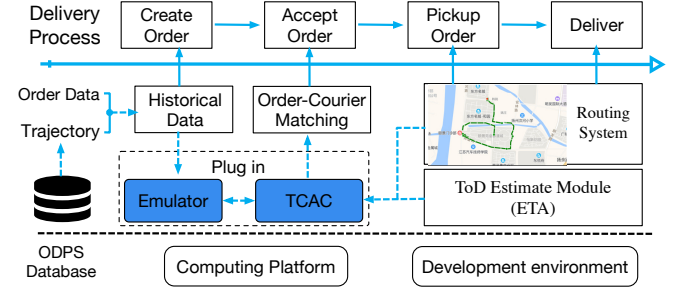 Delivery
Process
Create
Order
Accept
Order
Pickup
Order
Deliver
Order Data
Trajectory
Historical
Data
Order-Courier
Matching
Routing
System
Plug in
Emulator
TCAC
ToD Estimate Module
(ETA)
ODPS
Database
Computing Platform
Development environment